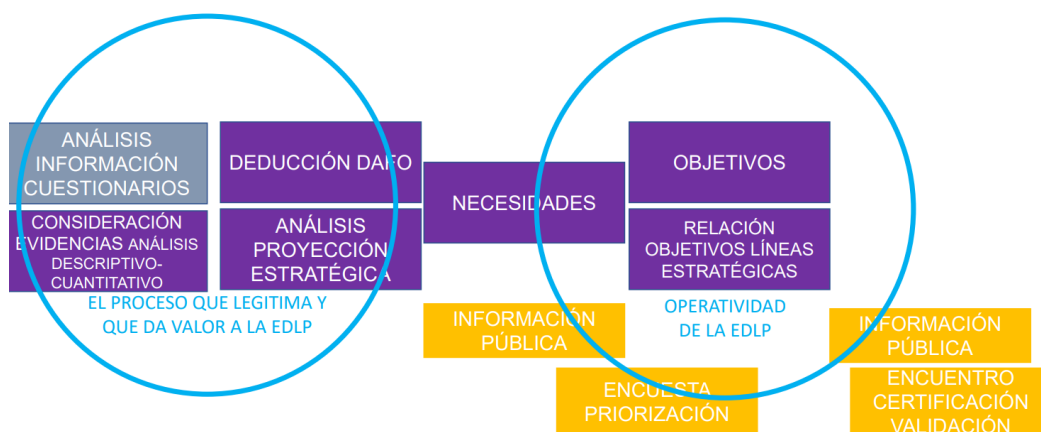 ANÁLISIS
INFORMACIÓN
CUESTIONARIOS
CONSIDERACIÓN
EVIDENCIAS ANÁLISIS
DESCRIPTIVO-
CUANTITATIVO
DEDUCCIÓN DAFO
ANÁLISIS
PROYECCIÓN
ESTRATÉGICA
EL PROCESO QUE LEGITIMA Y
QUE DA VALOR A LA EDLP
NECESIDADES
OBJETIVOS
RELACIÓN
OBJETIVOS LÍNEAS
ESTRATÉGICAS
OPERATIVIDAD
DE LA EDLP
INFORMACIÓN
PÚBLICA
ENCUESTA
PRIORIZACIÓN
INFORMACIÓN
PÚBLICA
ENCUENTRO
CERTIFICACIÓN
VALIDACIÓN